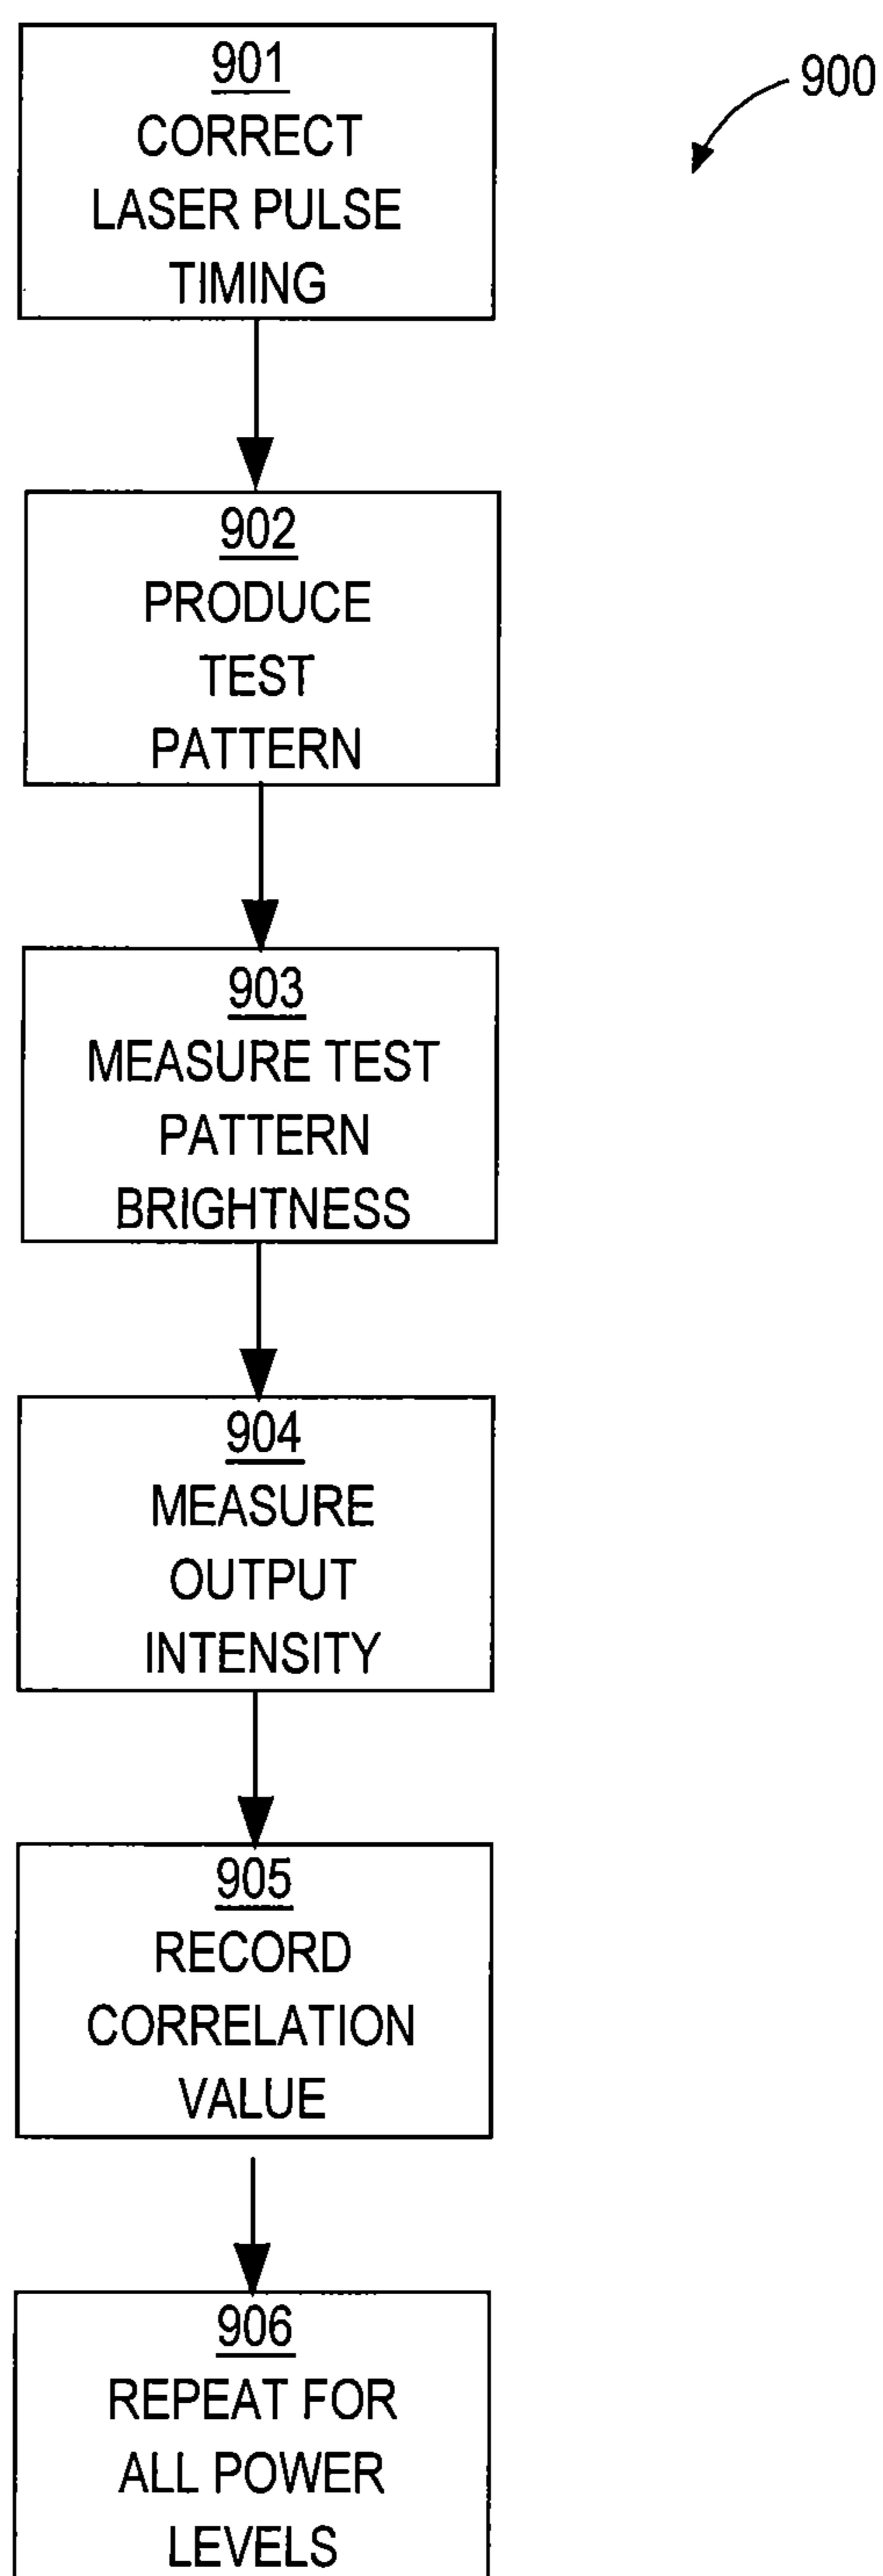 901
CORRECT
LASER PULSE
TIMING
900
902
PRODUCE
TEST
PATTERN
903
MEASURE TEST
PATTERN
BRIGHTNESS
904
MEASURE
OUTPUT
INTENSITY
905
RECORD
CORRELATION
VALUE
906
REPEAT FOR
ALL POWER
LEVELS